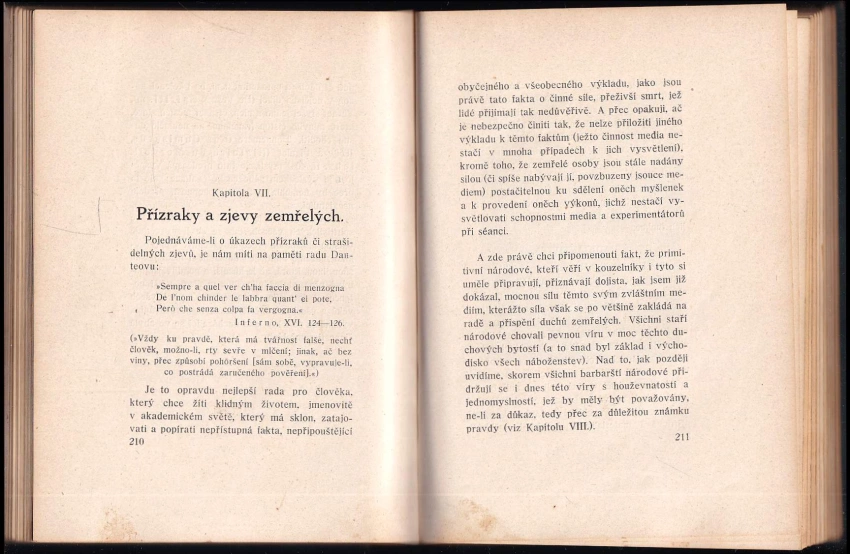 Kapitola VII.
Přízraky a zjevy zemřelých.
Pojednáváme-li o úkazech přízraků či straši-
delných zjevů, je nám míti na paměti radu Dan-
teovu:
»Sempre a quel ver ch'ha faccia di menzogna
De l'nom chinder le labbra quant' ei pote,
Però che senza colpa fa vergogna.«
Inferno, XVI. 124—126.
(»Vždy ku pravdě, která má tvářnost falše, nechť
člověk, možno-li, rty sevře v mlčení; jinak, ač bez
viny, přec způsobí pohoršení [sám sobě, vypravuje-li,
co postrádá zaručeného pověření].«)
Je to opravdu nejlepší rada pro člověka,
který chce žíti klidným životem, jmenovitě
v akademickém světě, který má sklon, zatajo-
vati a popírati nepřístupná fakta, nepřipouštějící
210
obyčejného a všeobecného výkladu, jako jsou
právě tato fakta o činné síle, přeživší smrt, jež
lidé přijímají tak nedůvěřivě. A přec opakuji, ač
je nebezpečno činiti tak, že nelze přiložiti jiného
výkladu k těmto faktům (ježto činnost media ne-
stačí v mnoha případech k jich vysvětlení),
kromě toho, že zemřelé osoby jsou stále nadány
silou (či spíše nabývají jí, povzbuzeny jsouce me-
diem) postačitelnou ku sdělení oněch myšlenek
a k provedení oněch výkonů, jichž nestačí vy-
světlovati schopnostmi media a experimentátorů
při séanci.
A zde právě chci připomenouti fakt, že primi-
tivní národové, kteří věří v kouzelníky i tyto si
uměle připravují, přiznávají dojista, jak jsem již
dokázal, mocnou sílu těmto svým zvláštním me-
diím, kterážto síla však se po většině zakládá na
radě a přispění duchů zemřelých. Všichni staří
národové chovali pevnou víru v moc těchto du-
chových bytostí (a to snad byl základ i výcho-
disko všech náboženstev). Nad to, jak později
uvidíme, skorem všichni barbarští národové při-
držují se i dnes této víry s houževnatostí a
jednomyslností, jež by měly být považovány,
ne-li za důkaz, tedy přec za důležitou známku
pravdy (viz Kapitolu VIII.).
211